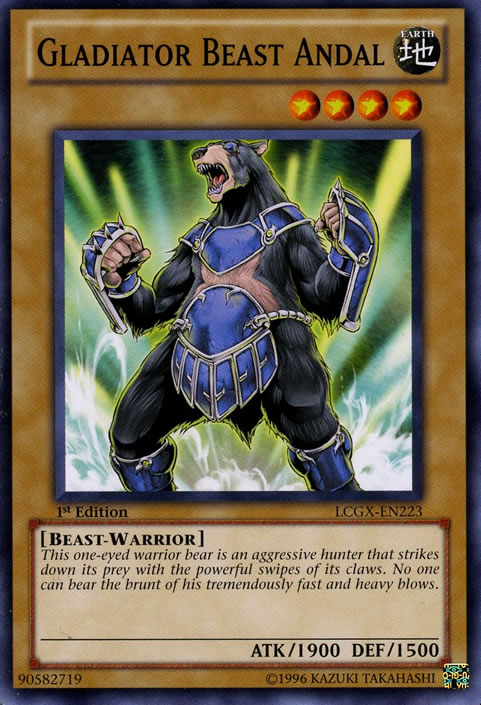 GLADIATOR BEAST ANDAL
EARTH
地
1st Edition
LCGX-EN223
[BEAST-WARRIOR]
This one-eyed warrior bear is an aggressive hunter that strikes
down its prey with the powerful swipes of its claws. No one
can bear the brunt of his tremendously fast and heavy blows.
ATK/1900 DEF/1500
90582719
©1996 KAZUKI TAKAHASHI